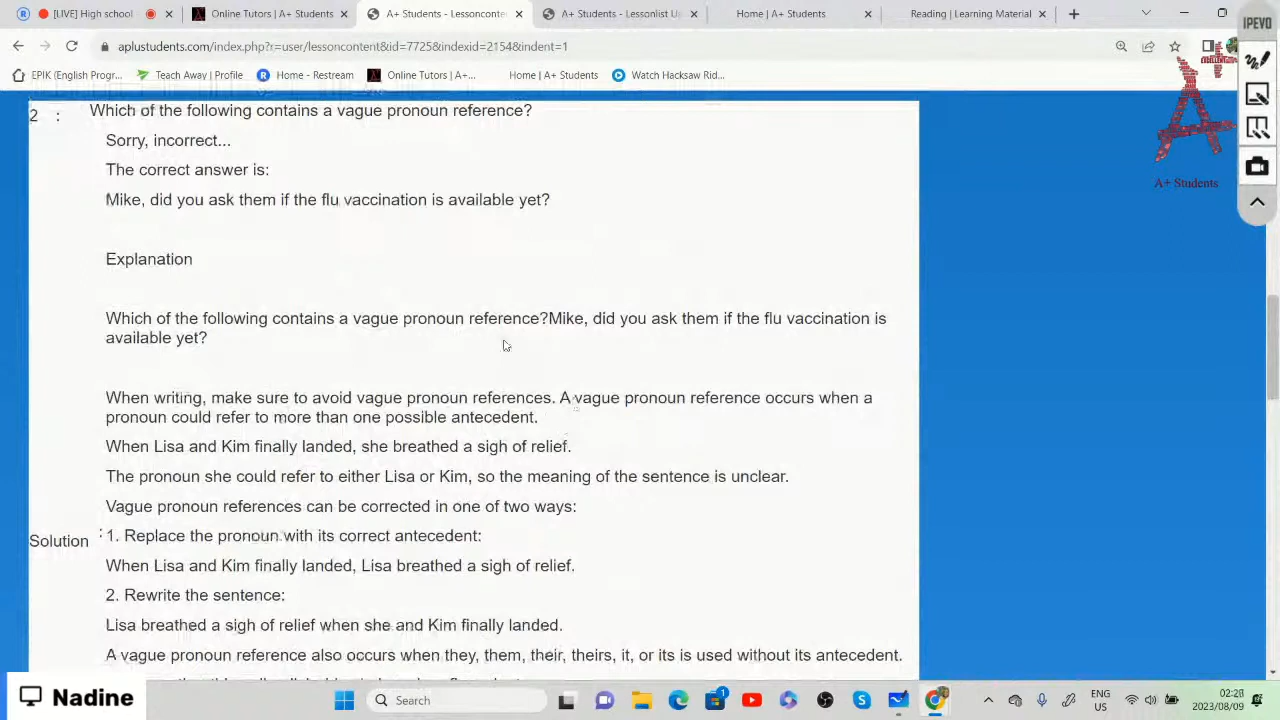 [LIVE] High school
Online Tutors | A+ Students
A+ Students - Lessonconte
A+ Students - Lessonlist U
Home | A+ Students
Reading | Learning Material
IPEVO
aplustudents.com/index.php?r=user/lessoncontent&id=7725&indexid=21548&indent=1
EPIK (English Progr...
Teach Away | Profile
Home - Restream
Online Tutors | A+...
Home | A+ Students
Watch Hacksaw Rid...
2 : Which of the following contains a vague pronoun reference?
Sorry, incorrect...
The correct answer is:
A+ Students
Mike, did you ask them if the flu vaccination is available yet?
Explanation
Which of the following contains a vague pronoun reference?Mike, did you ask them if the flu vaccination is
available yet?
When writing, make sure to avoid vague pronoun references. A vague pronoun reference occurs when a
pronoun could refer to more than one possible antecedent.
When Lisa and Kim finally landed, she breathed a sigh of relief.
The pronoun she could refer to either Lisa or Kim, so the meaning of the sentence is unclear.
Vague pronoun references can be corrected in one of two ways:
Solution : 1. Replace the pronoun with its correct antecedent:
When Lisa and Kim finally landed, Lisa breathed a sigh of relief.
2. Rewrite the sentence:
Lisa breathed a sigh of relief when she and Kim finally landed.
A vague pronoun reference also occurs when they, them, their, theirs, it, or its is used without its antecedent.
Nadine
Search
1
ENG
US
2023/08/09